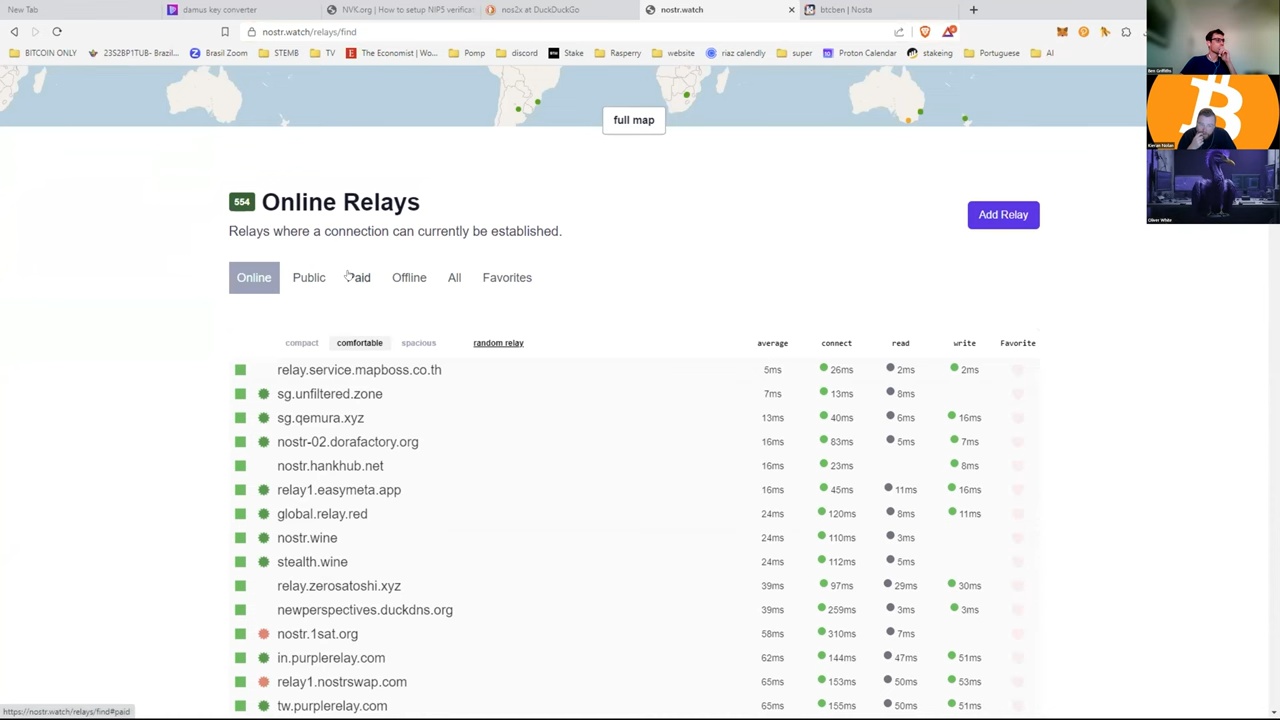 New Tab
damus key converter
NVK.org | How to setup NIP5 verificat
nos2x at DuckDuckGo
nostr.watch
btcben | Nosta
nostr.watch/relays/find
BITCOIN ONLY
23S2BP1TUB- Brazil...
Brasil Zoom
STEMB
TV
The Economist | Wo...
Pomp
discord
Stake
Rasperry
website
riaz calendly
super
Proton Calendar
stakeing
Portuguese
AI
full map
554 Online Relays
Relays where a connection can currently be established.
Add Relay
Online Public Paid Offline All Favorites
compact comfortable spacious random relay average connect read write Favorite
relay.service.mapboss.co.th 5ms 26ms 2ms 2ms
sg.unfiltered.zone 7ms 13ms 8ms
sg.qemura.xyz 13ms 40ms 6ms 16ms
nostr-02.dorafactory.org 16ms 83ms 5ms 7ms
nostr.hankhub.net 16ms 23ms 8ms
relay1.easymeta.app 16ms 45ms 11ms 16ms
global.relay.red 24ms 120ms 8ms 11ms
nostr.wine 24ms 110ms 3ms
stealth.wine 24ms 112ms 5ms
relay.zerosatoshi.xyz 39ms 97ms 29ms 30ms
newperspectives.duckdns.org 39ms 259ms 3ms 3ms
nostr.1sat.org 58ms 310ms 7ms
in.purplerelay.com 62ms 144ms 47ms 51ms
relay1.nostrswap.com 65ms 153ms 50ms 53ms
tw.purplerelay.com 65ms 155ms 50ms 51ms
https://nostr.watch/relays/find#paid
Ben Griffiths
Kieran Nolan
Oliver White